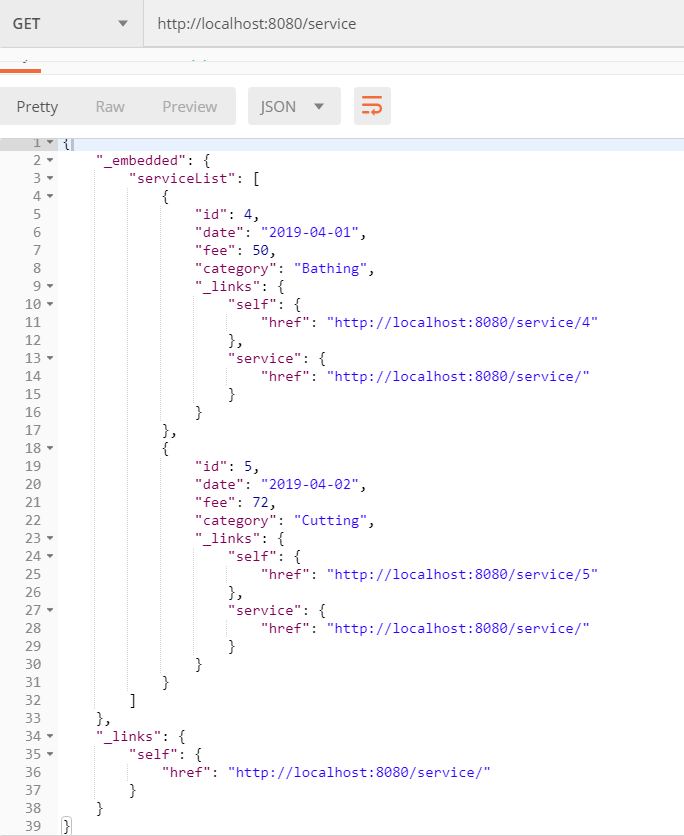 GET http://localhost:8080/service
Pretty Raw Preview JSON
1 {
2 "_embedded": {
3 "serviceList": [
4 {
5 "id": 4,
6 "date": "2019-04-01",
7 "fee": 50,
8 "category": "Bathing",
9 "_links": {
10 "self": {
11 "href": "http://localhost:8080/service/4"
12 },
13 "service": {
14 "href": "http://localhost:8080/service/"
15 }
16 }
17 },
18 {
19 "id": 5,
20 "date": "2019-04-02",
21 "fee": 72,
22 "category": "Cutting",
23 "_links": {
24 "self": {
25 "href": "http://localhost:8080/service/5"
26 },
27 "service": {
28 "href": "http://localhost:8080/service/"
29 }
30 }
31 }
32 ]
33 },
34 "_links": {
35 "self": {
36 "href": "http://localhost:8080/service/"
37 }
38 }
39 }